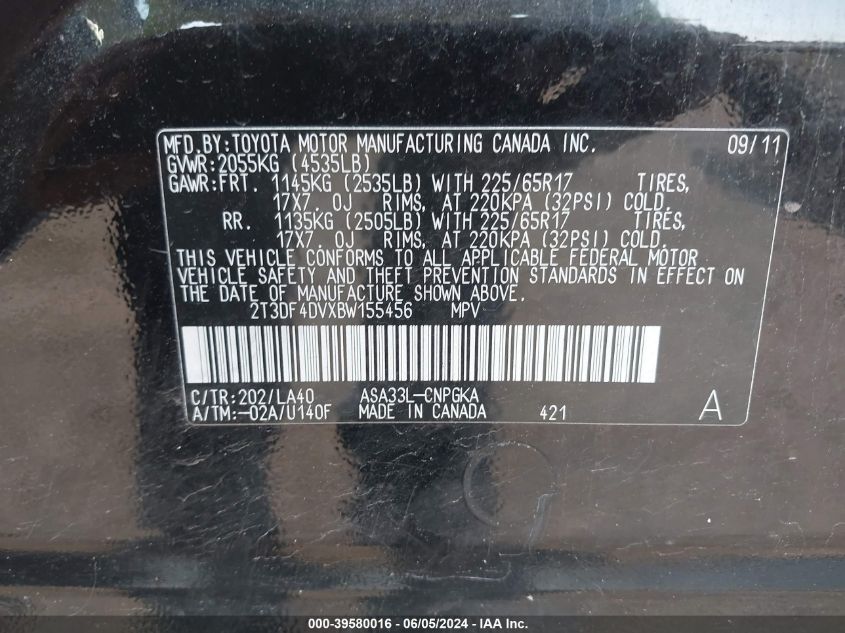 MFD.BY:TOYOTA MOTOR MANUFACTURING CANADA INC. 09/11
GVWR:2055KG (4535LB)
GAWR:FRT. 1145KG (2535LB) WITH 225/65R17 TIRES,
17X7.0J RIMS, AT 220KPA (32PSI) COLD.
RR. 1135KG (2505LB) WITH 225/65R17 TIRES,
17X7.0J RIMS, AT 220KPA (32PSI) COLD.
THIS VEHICLE CONFORMS TO ALL APPLICABLE FEDERAL MOTOR
VEHICLE SAFETY AND THEFT PREVENTION STANDARDS IN EFFECT ON
THE DATE OF MANUFACTURE SHOWN ABOVE.
2T3DF4DVXBW155456 MPV
C/TR:202/LA40 ASA33L-CNPGKA
A/TM:-02A/U140F MADE IN CANADA 421 A
000-39580016 - 06/05/2024 - IAA Inc.